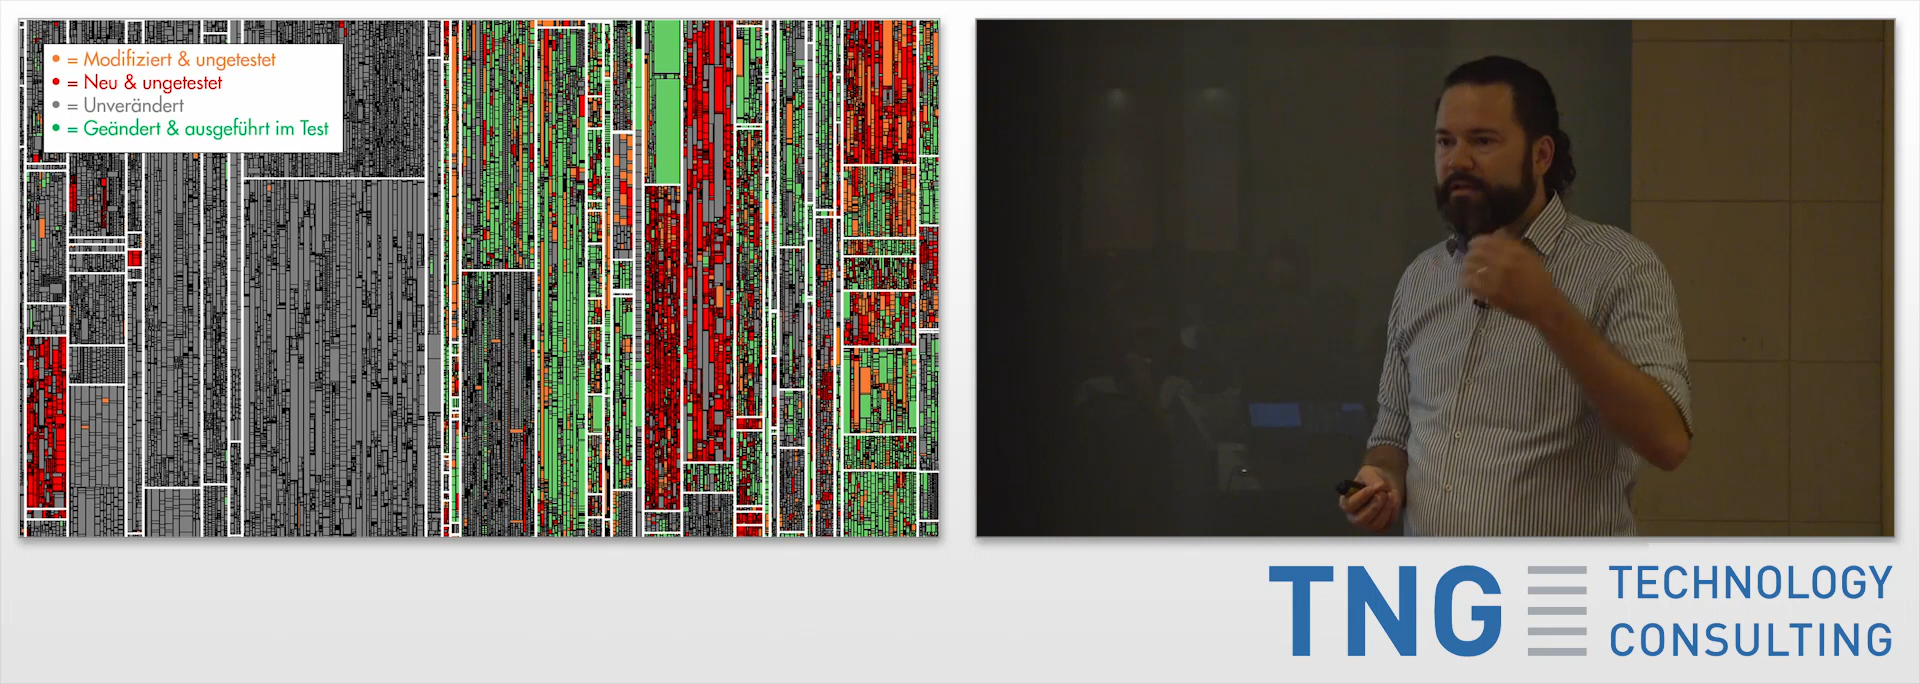 • = Modifiziert & ungetestet
• = Neu & ungetestet
• = Unverändert
• = Geändert & ausgeführt im Test
TNG TECHNOLOGY
CONSULTING